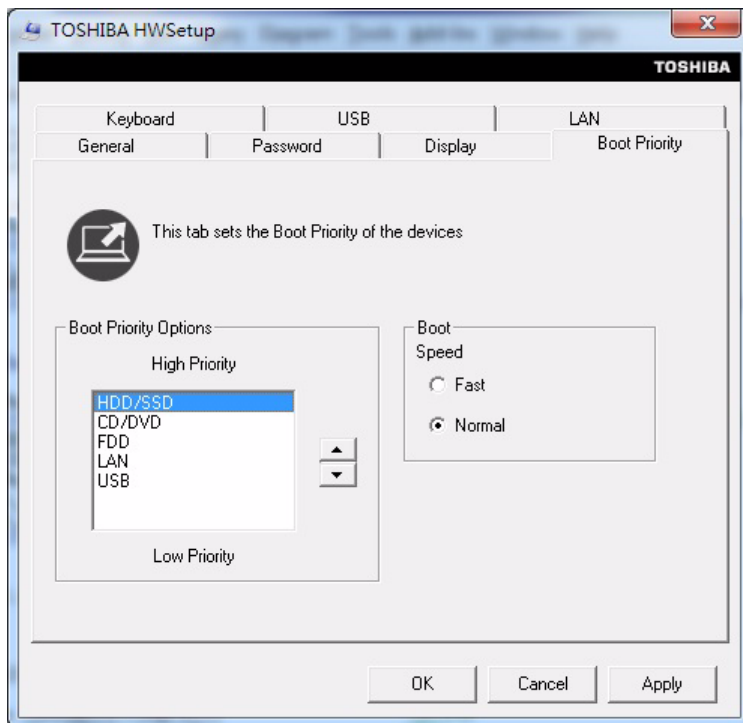 TOSHIBA HWSetup
TOSHIBA
Keyboard USB LAN
General Password Display Boot Priority
This tab sets the Boot Priority of the devices
Boot Priority Options
High Priority
HDD/SSD
CD/DVD
FDD
LAN
USB
Low Priority
Boot
Speed
Fast
Normal
OK Cancel Apply